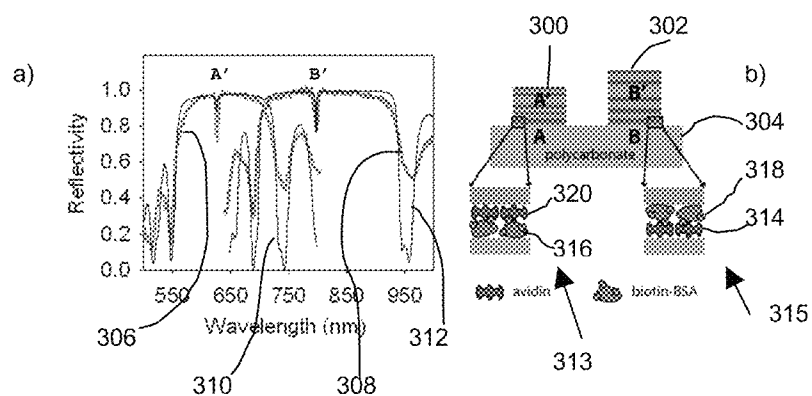 a)
A' B'
1.0
0.8
0.6
0.4
0.2
0.0
Reflectivity
550 650 750 850 950
Wavelength (nm)
306
310
308
312
300
302
b)
A' B'
A B
polycarbonate
304
320
316
318
314
avidin biotin-BSA
313
315